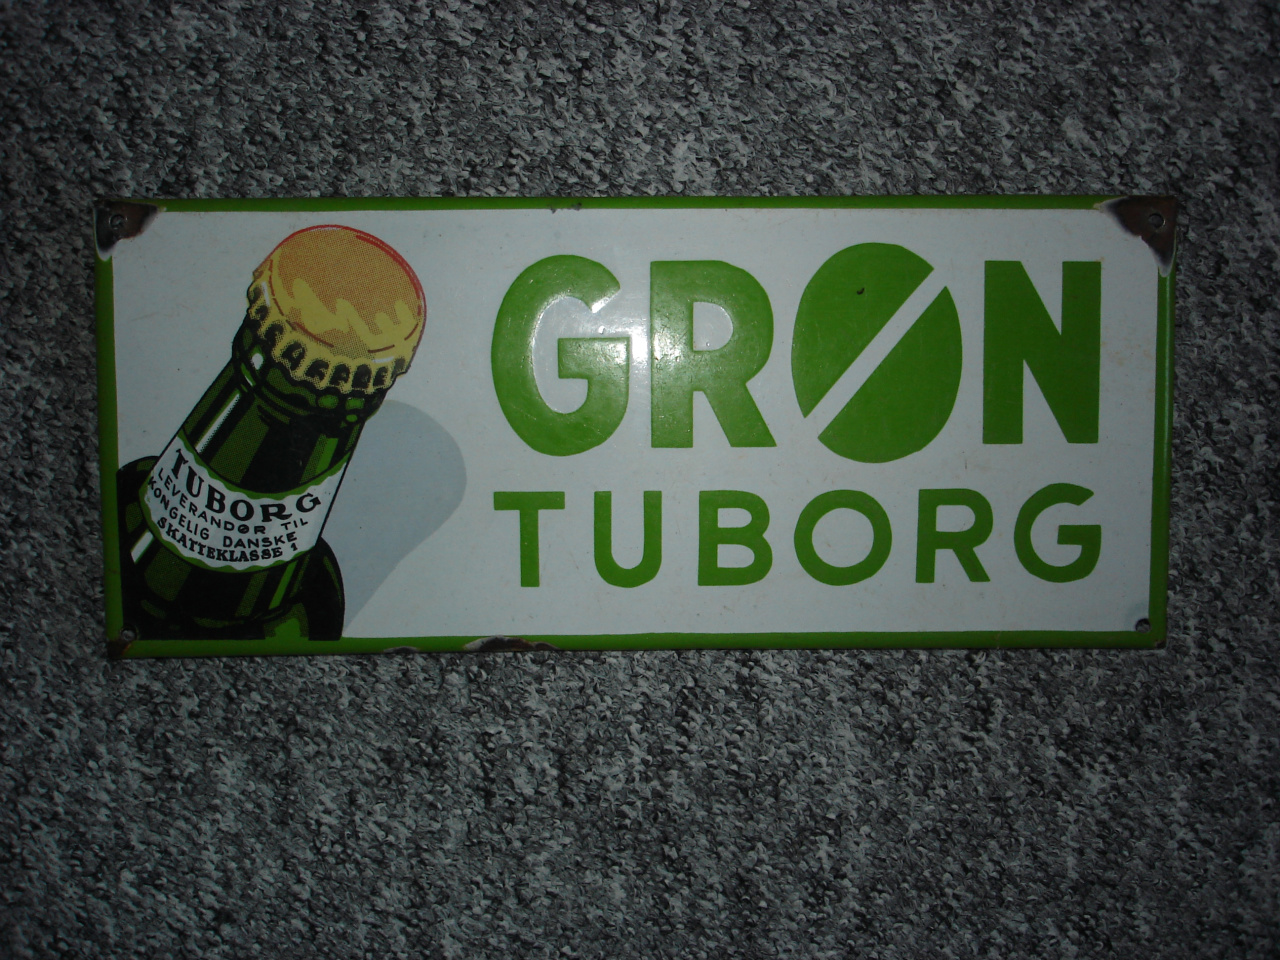 GRØN
TUBORG
TUBORG
LEVERANDØR TIL
KONGELIG DANSKE
SKATTEKLASSE 1